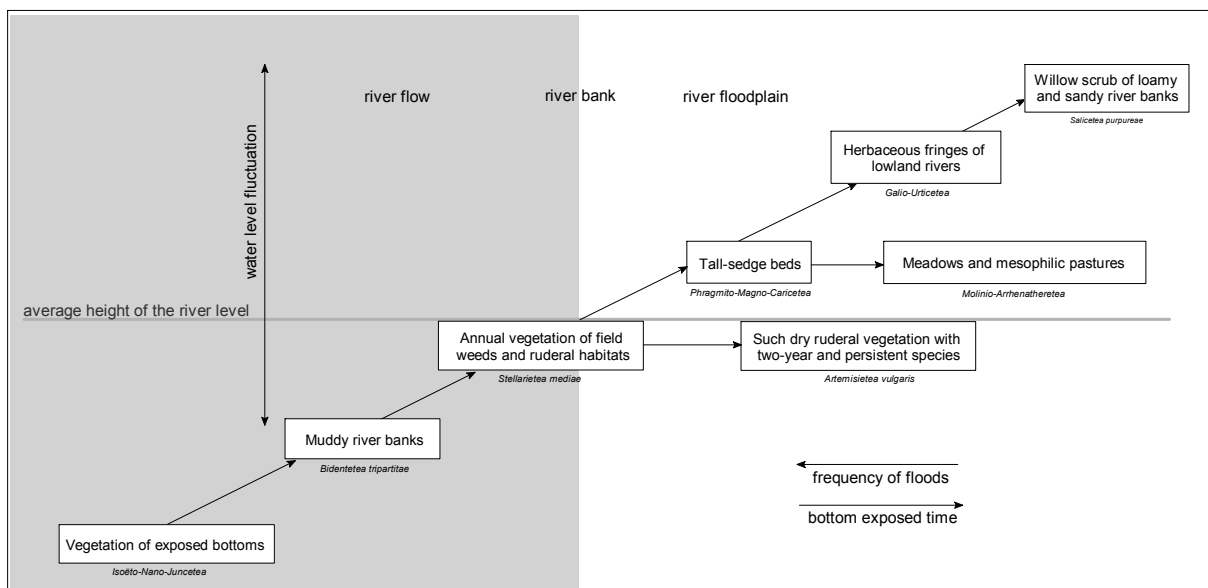 Willow scrub of loamy
and sandy river banks
Salicetea purpureae
river flow
river bank
river floodplain
Herbaceous fringes of
lowland rivers
Galio-Urticetea
water level fluctuation
Tall-sedge beds
Phragmito-Magno-Caricetea
Meadows and mesophilic pastures
Molinio-Arrhenatheretea
average height of the river level
Annual vegetation of field
weeds and ruderal habitats
Stellarietea mediae
Such dry ruderal vegetation with
two-year and persistent species
Artemisietea vulgaris
Muddy river banks
Bidentetea tripartitae
frequency of floods
bottom exposed time
Vegetation of exposed bottoms
Isoëto-Nano-Juncetea